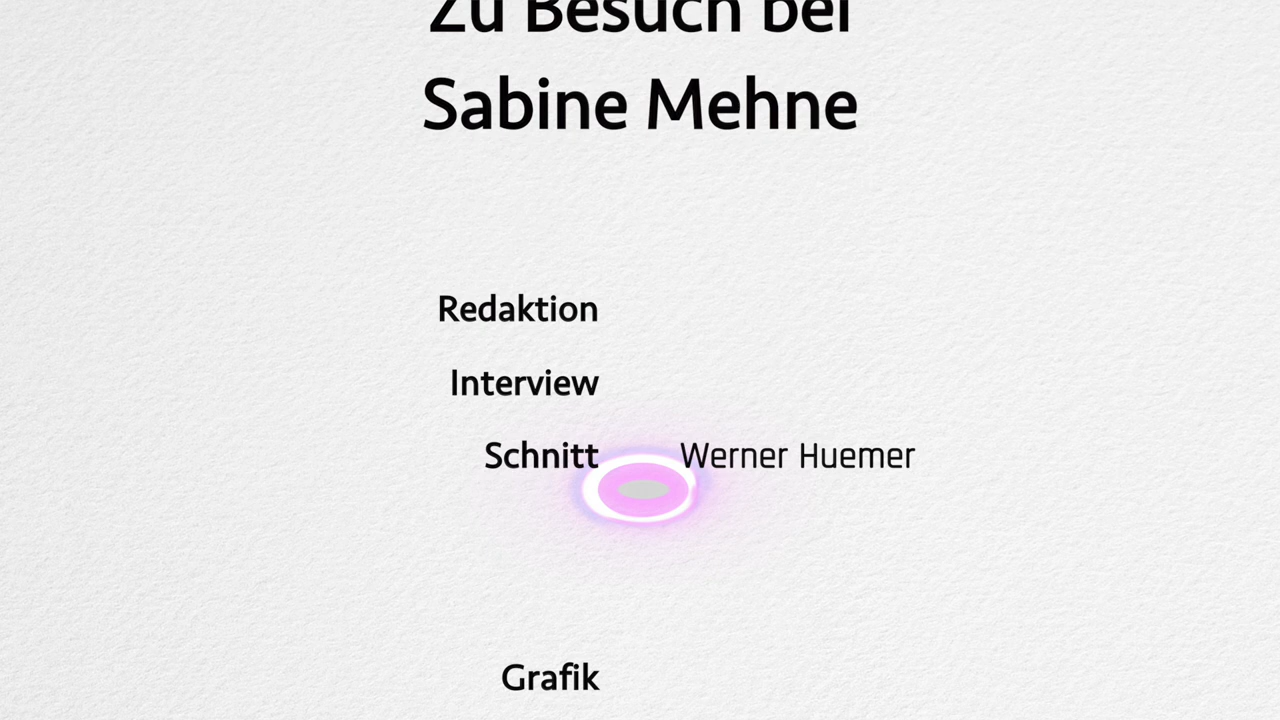 Zu Besuch bei
Sabine Mehne
Redaktion
Interview
Schnitt Werner Huemer
Grafik